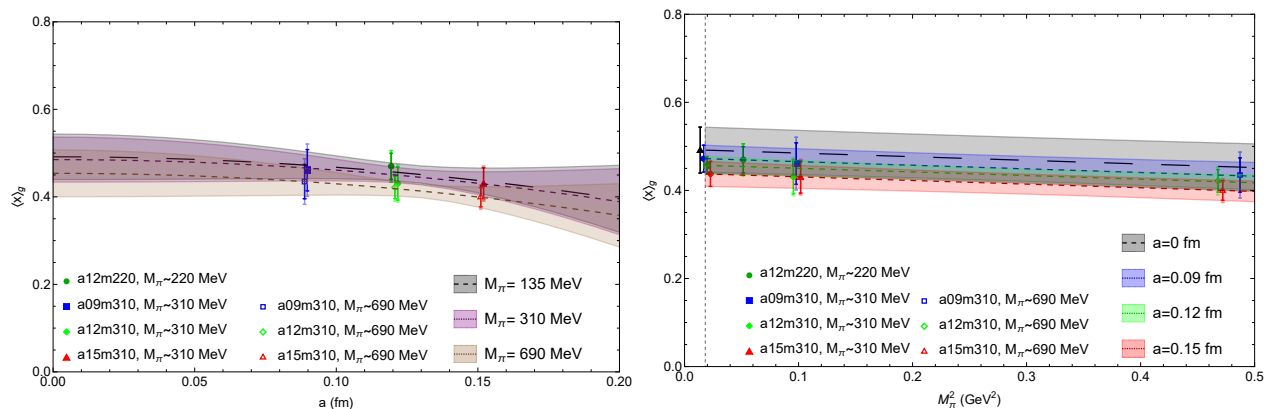 0.8
0.6
0.4
0.2
0.0
⟨x⟩g
a12m220, Mπ~220 MeV
a09m310, Mπ~310 MeV
a09m310, Mπ~690 MeV
a12m310, Mπ~310 MeV
a12m310, Mπ~690 MeV
a15m310, Mπ~310 MeV
a15m310, Mπ~690 MeV
Mπ= 135 MeV
Mπ= 310 MeV
Mπ= 690 MeV
0.00 0.05 0.10 0.15 0.20
a (fm)
0.8
0.6
0.4
0.2
0.0
⟨x⟩g
a12m220, Mπ~220 MeV
a09m310, Mπ~310 MeV
a09m310, Mπ~690 MeV
a12m310, Mπ~310 MeV
a12m310, Mπ~690 MeV
a15m310, Mπ~310 MeV
a15m310, Mπ~690 MeV
a=0 fm
a=0.09 fm
a=0.12 fm
a=0.15 fm
0.0 0.1 0.2 0.3 0.4 0.5
Mπ² (GeV²)